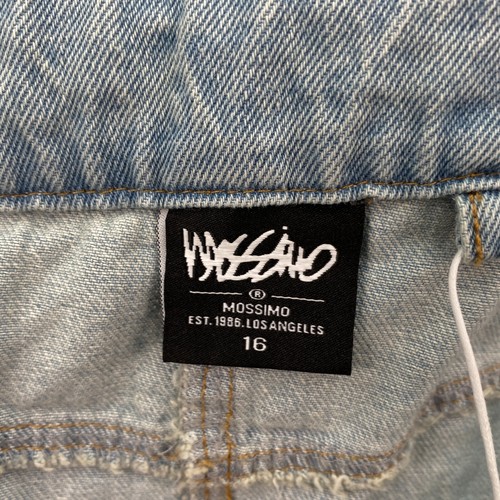 mossimo
®
MOSSIMO
EST. 1986. LOS ANGELES
16